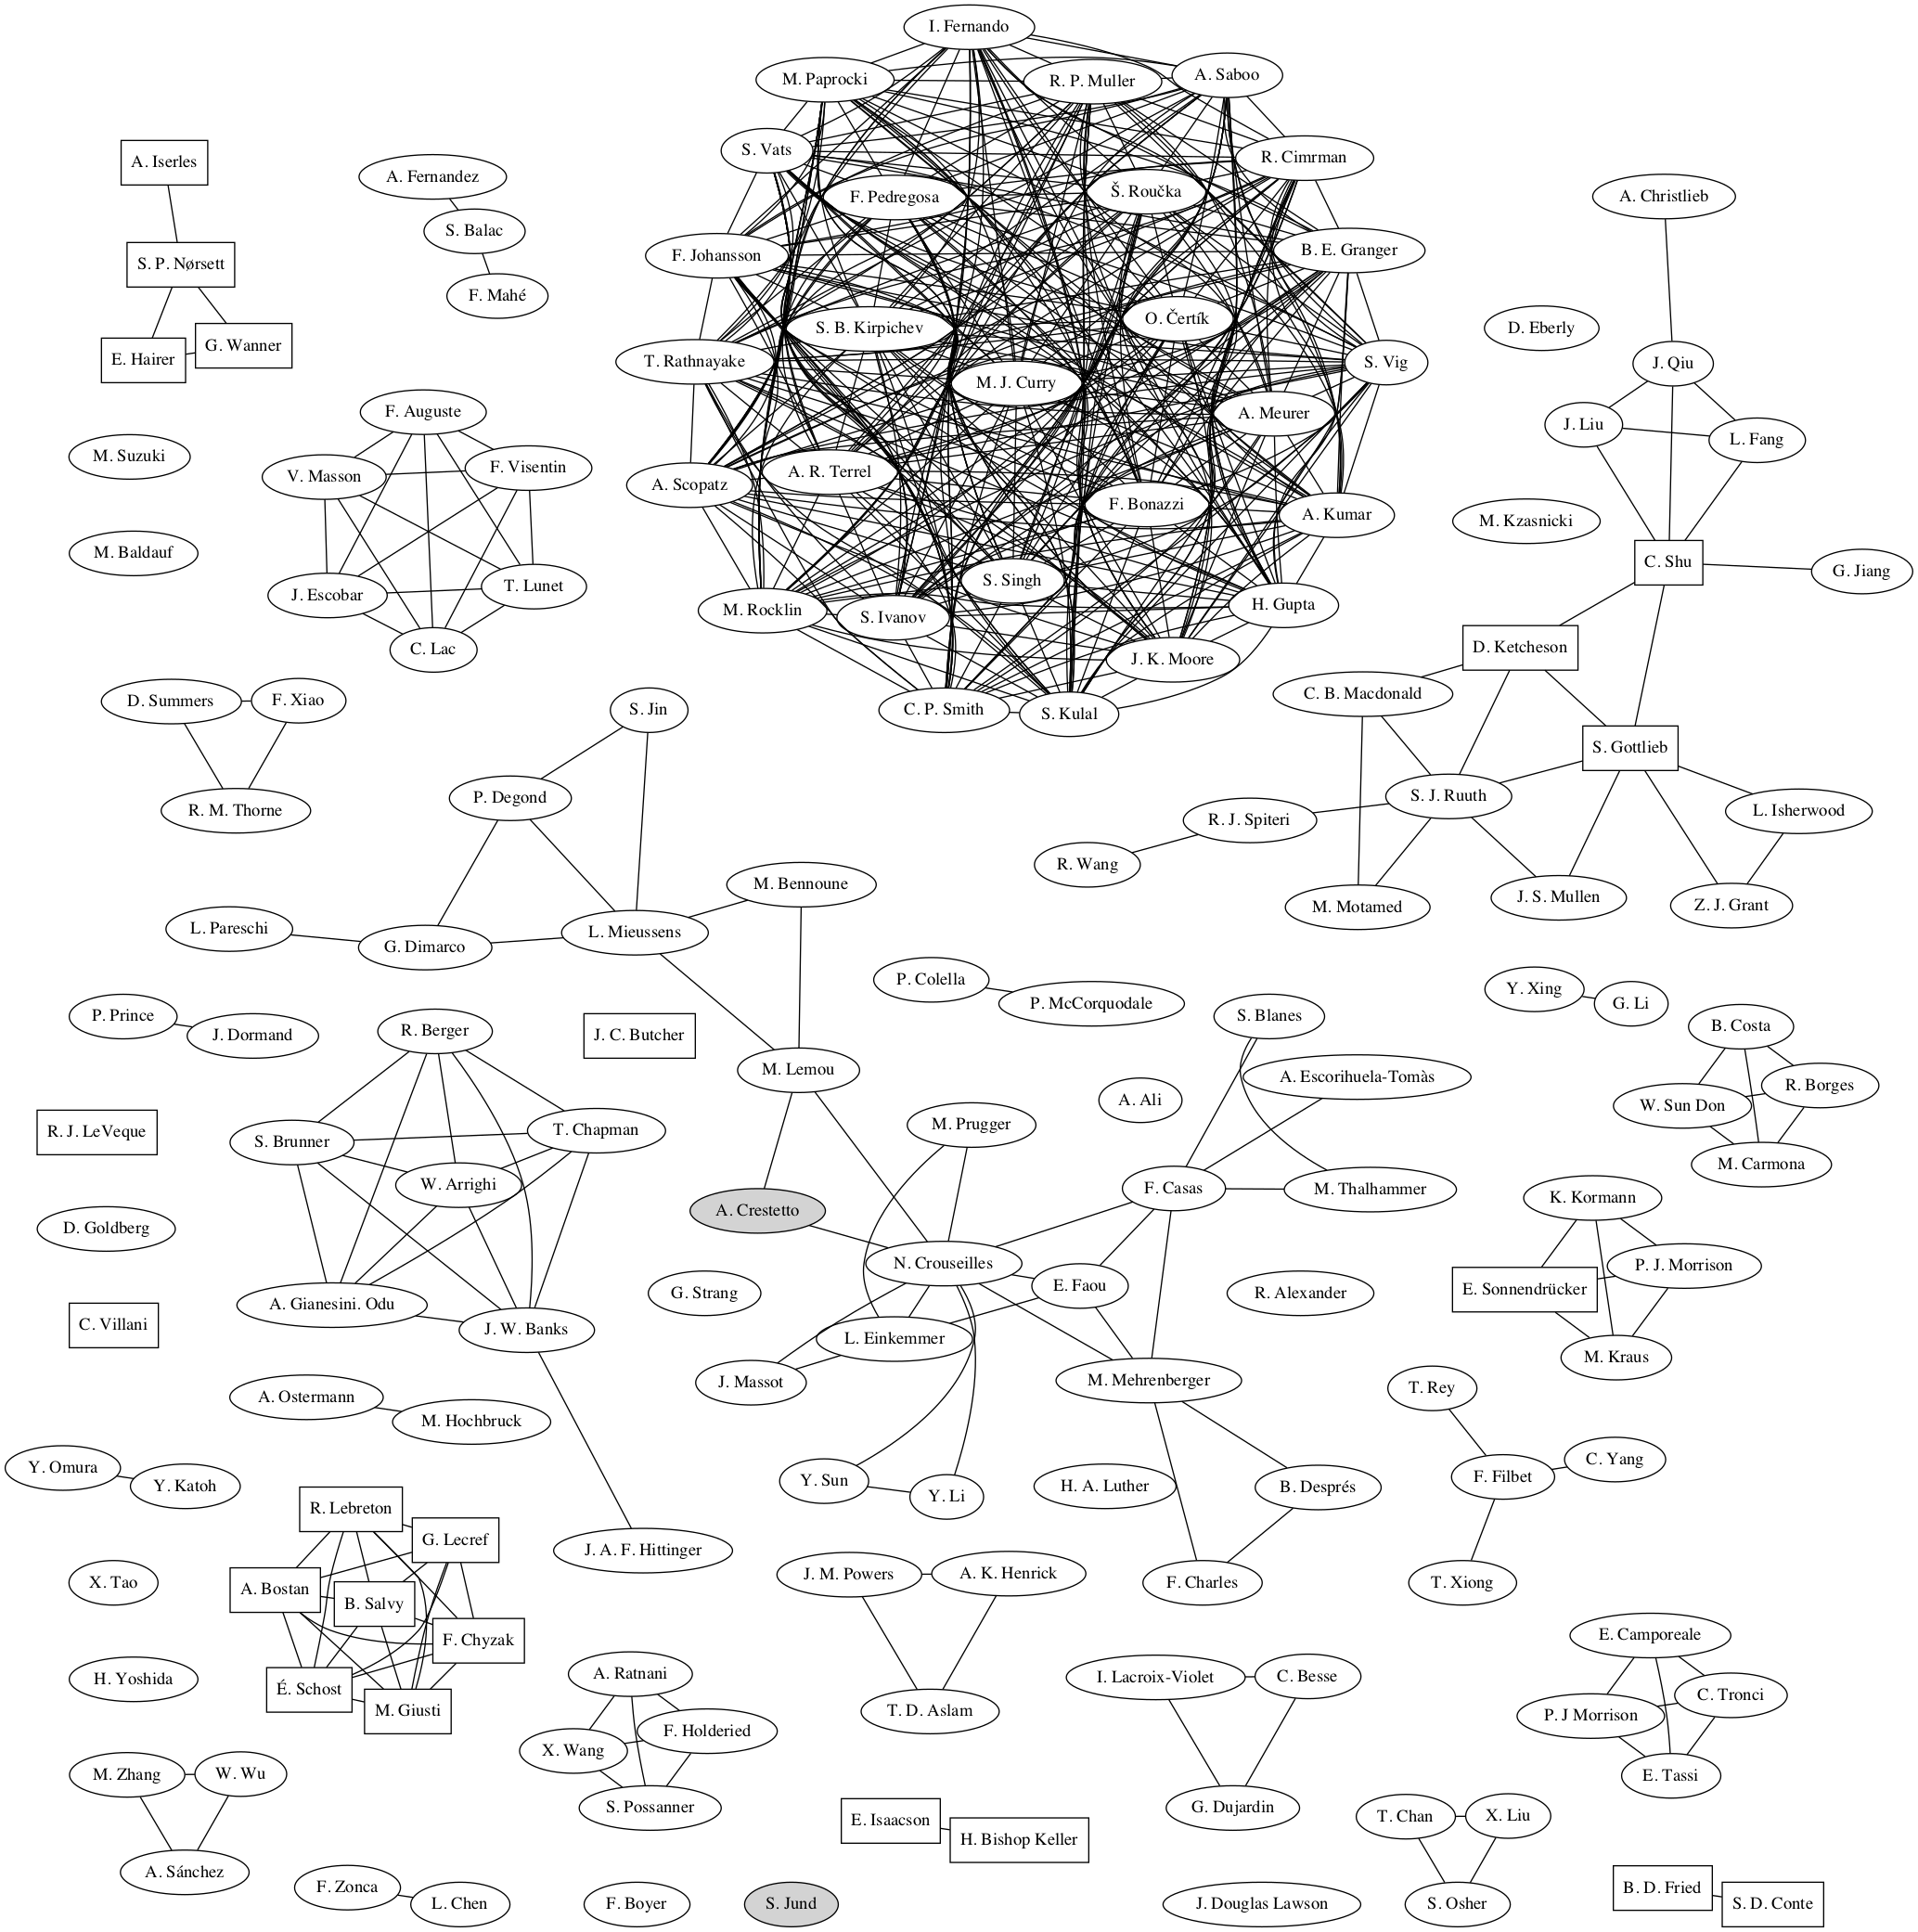 I. Fernando
M. Paprocki
R. P. Muller
A. Saboo
S. Vats
R. Cimrman
A. Iserles
A. Fernandez
F. Pedregosa
Š. Roučka
A. Christlieb
S. Balac
F. Johansson
B. E. Granger
S. P. Nørsett
F. Mahé
S. B. Kirpichev
O. Čertík
D. Eberly
G. Wanner
E. Hairer
T. Rathnayake
S. Vig
J. Qiu
M. J. Curry
F. Auguste
A. Meurer
J. Liu
L. Fang
M. Suzuki
V. Masson
F. Visentin
A. Scopatz
A. R. Terrel
F. Bonazzi
A. Kumar
M. Kzasnicki
M. Baldauf
C. Shu
G. Jiang
J. Escobar
T. Lunet
S. Singh
M. Rocklin
S. Ivanov
H. Gupta
C. Lac
J. K. Moore
D. Ketcheson
D. Summers
F. Xiao
S. Jin
C. P. Smith
S. Kulal
C. B. Macdonald
S. Gottlieb
P. Degond
R. M. Thorne
S. J. Ruuth
L. Isherwood
R. J. Spiteri
R. Wang
M. Bennoune
M. Motamed
J. S. Mullen
Z. J. Grant
L. Pareschi
G. Dimarco
L. Mieussens
P. Colella
P. McCorquodale
Y. Xing
G. Li
P. Prince
J. Dormand
R. Berger
J. C. Butcher
S. Blanes
B. Costa
M. Lemou
A. Escorihuela-Tomàs
R. Borges
A. Ali
W. Sun Don
R. J. LeVeque
S. Brunner
T. Chapman
M. Prugger
M. Carmona
W. Arrighi
F. Casas
M. Thalhammer
K. Kormann
D. Goldberg
A. Crestetto
N. Crouseilles
P. J. Morrison
G. Strang
E. Faou
R. Alexander
E. Sonnendrücker
A. Gianesini. Odu
C. Villani
J. W. Banks
L. Einkemmer
M. Kraus
J. Massot
M. Mehrenberger
T. Rey
A. Ostermann
M. Hochbruck
Y. Omura
Y. Katoh
Y. Sun
Y. Li
H. A. Luther
B. Després
F. Filbet
C. Yang
R. Lebreton
G. Lecref
J. A. F. Hittinger
X. Tao
A. Bostan
B. Salvy
J. M. Powers
A. K. Henrick
F. Charles
T. Xiong
F. Chyzak
E. Camporeale
H. Yoshida
É. Schost
M. Giusti
A. Ratnani
I. Lacroix-Violet
C. Besse
C. Tronci
T. D. Aslam
P. J Morrison
F. Holderied
X. Wang
M. Zhang
W. Wu
E. Tassi
S. Possanner
G. Dujardin
T. Chan
X. Liu
E. Isaacson
H. Bishop Keller
A. Sánchez
F. Zonca
L. Chen
F. Boyer
S. Jund
J. Douglas Lawson
S. Osher
B. D. Fried
S. D. Conte